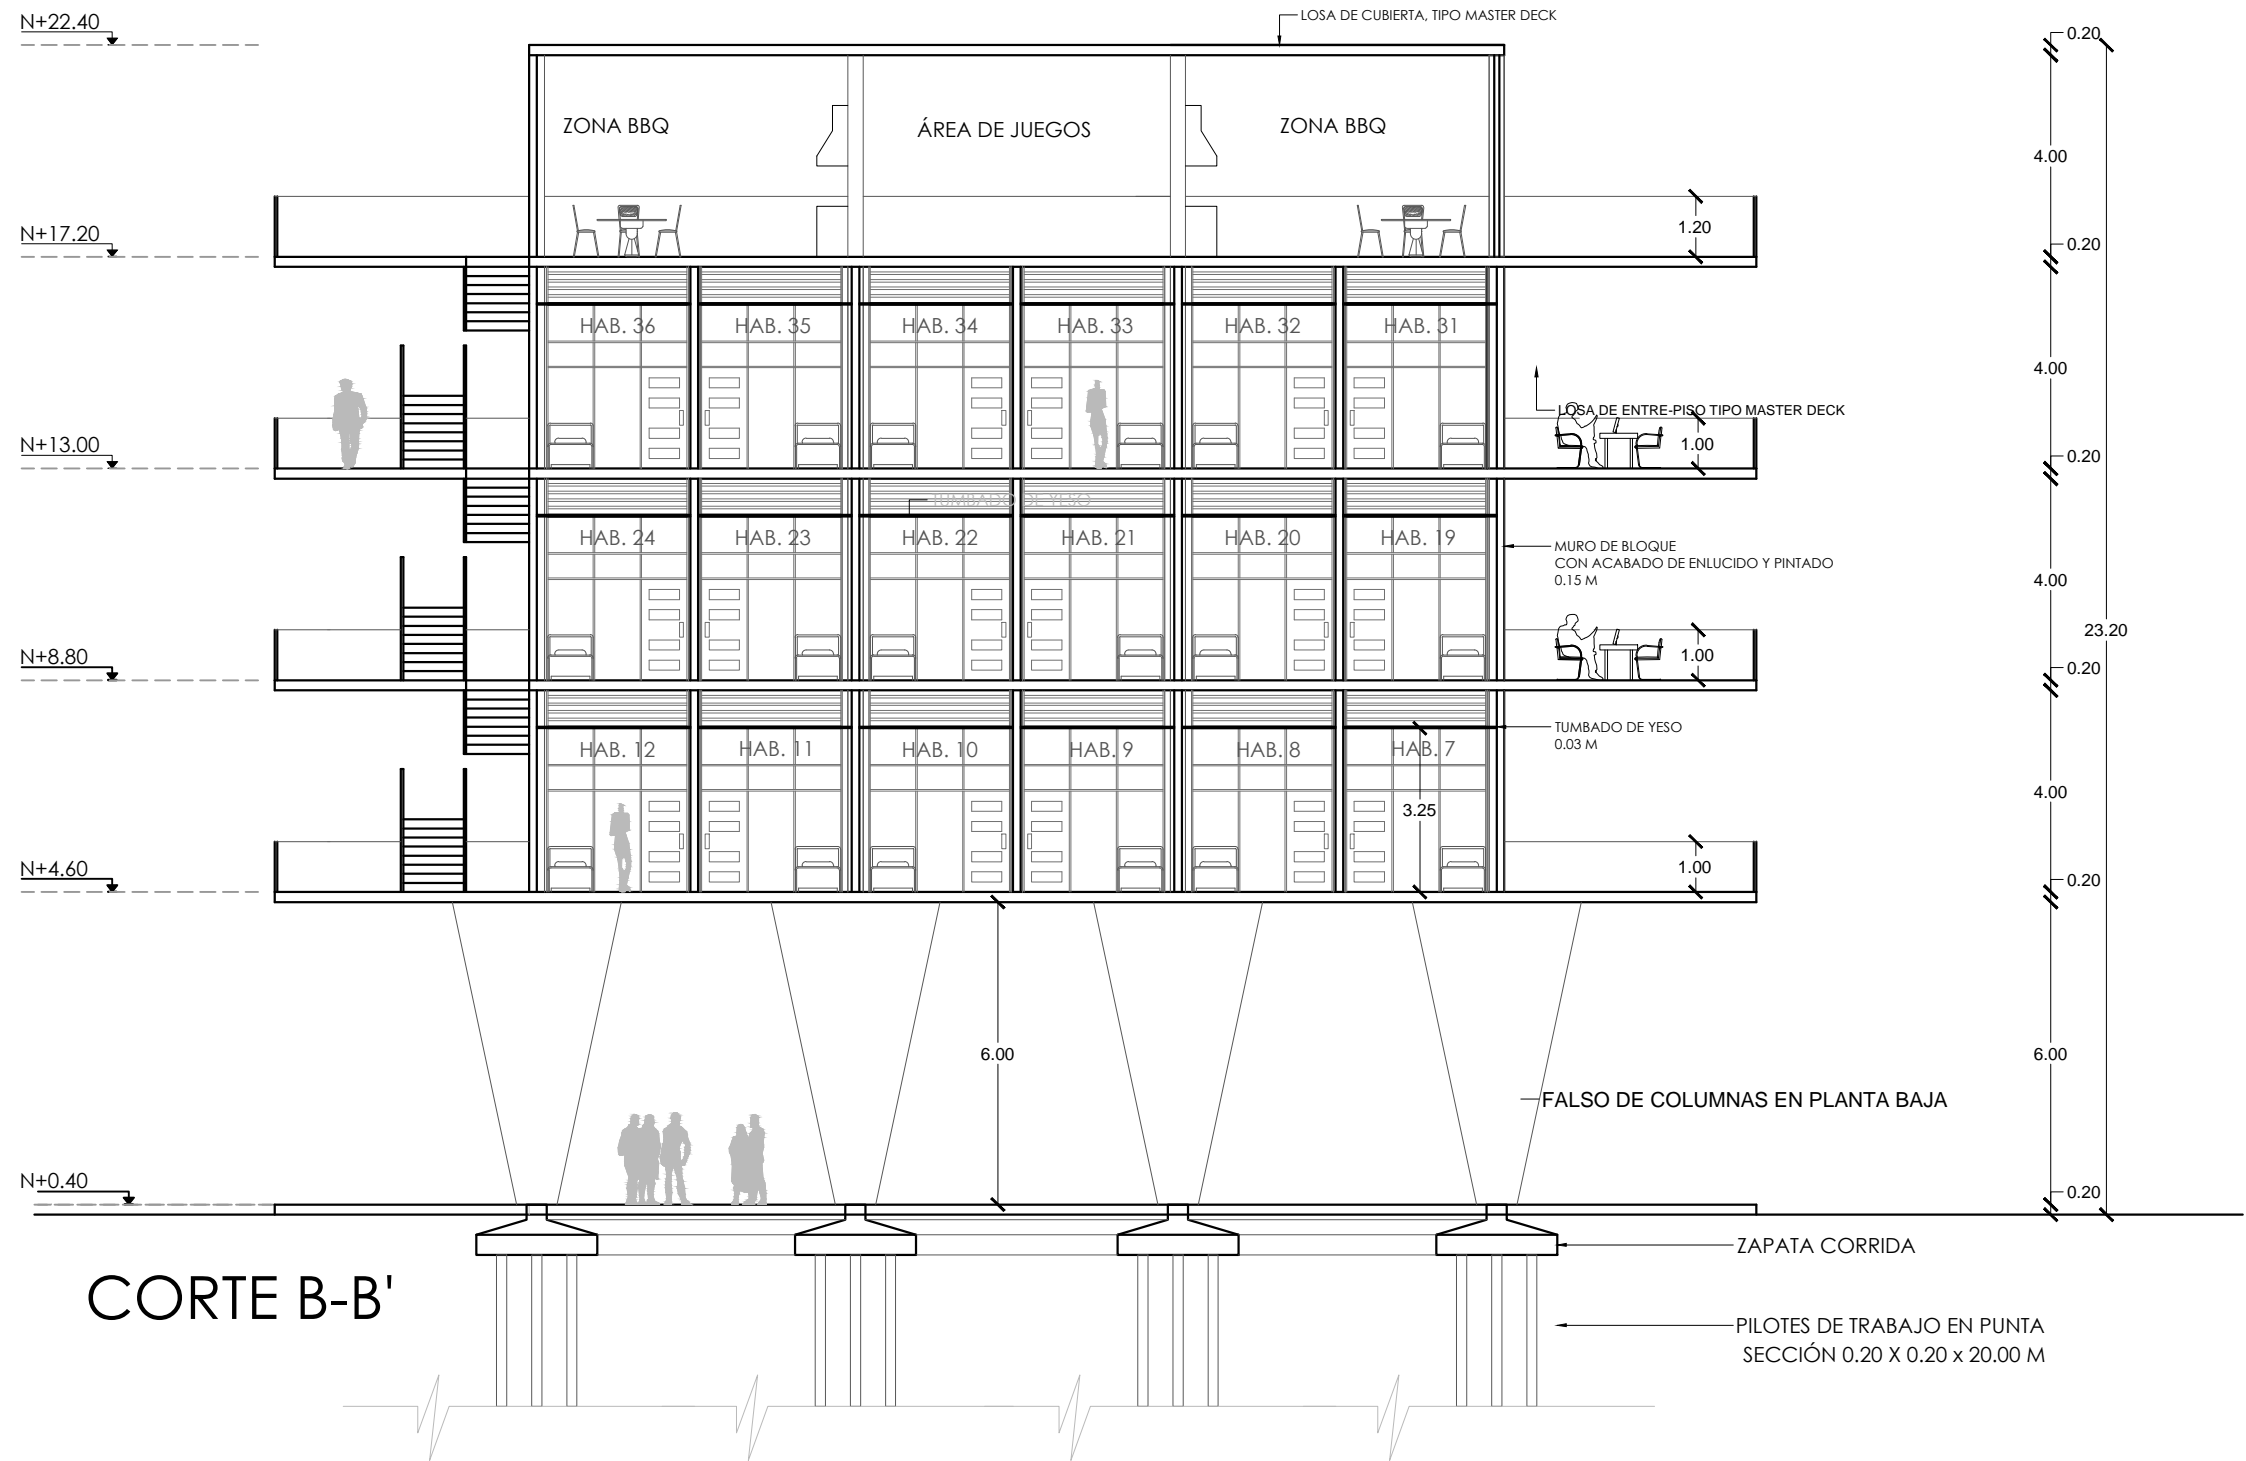 N+22.40
LOSA DE CUBIERTA, TIPO MASTER DECK
0.20
ZONA BBQ
ÁREA DE JUEGOS
ZONA BBQ
4.00
N+17.20
1.20
0.20
HAB. 36
HAB. 35
HAB. 34
HAB. 33
HAB. 32
HAB. 31
4.00
LOSA DE ENTRE-PISO TIPO MASTER DECK
N+13.00
1.00
0.20
TUMBADO DE YESO
HAB. 24
HAB. 23
HAB. 22
HAB. 21
HAB. 20
HAB. 19
MURO DE BLOQUE
CON ACABADO DE ENLUCIDO Y PINTADO
0.15 M
4.00
23.20
N+8.80
1.00
0.20
TUMBADO DE YESO
0.03 M
HAB. 12
HAB. 11
HAB. 10
HAB. 9
HAB. 8
HAB. 7
3.25
4.00
N+4.60
1.00
0.20
6.00
6.00
FALSO DE COLUMNAS EN PLANTA BAJA
N+0.40
0.20
ZAPATA CORRIDA
CORTE B-B'
PILOTES DE TRABAJO EN PUNTA
SECCIÓN 0.20 X 0.20 x 20.00 M